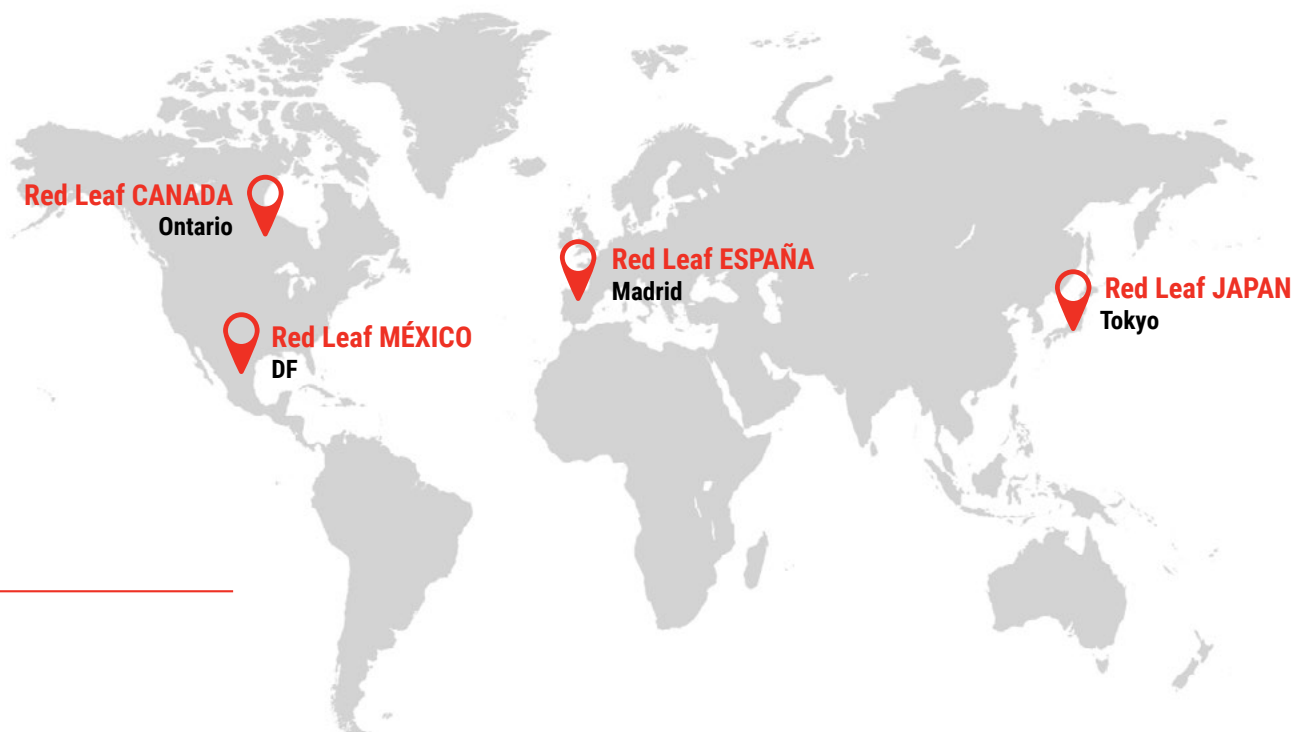 Red Leaf CANADA
Ontario
Red Leaf ESPAÑA
Madrid
Red Leaf JAPAN
Tokyo
Red Leaf MÉXICO
DF